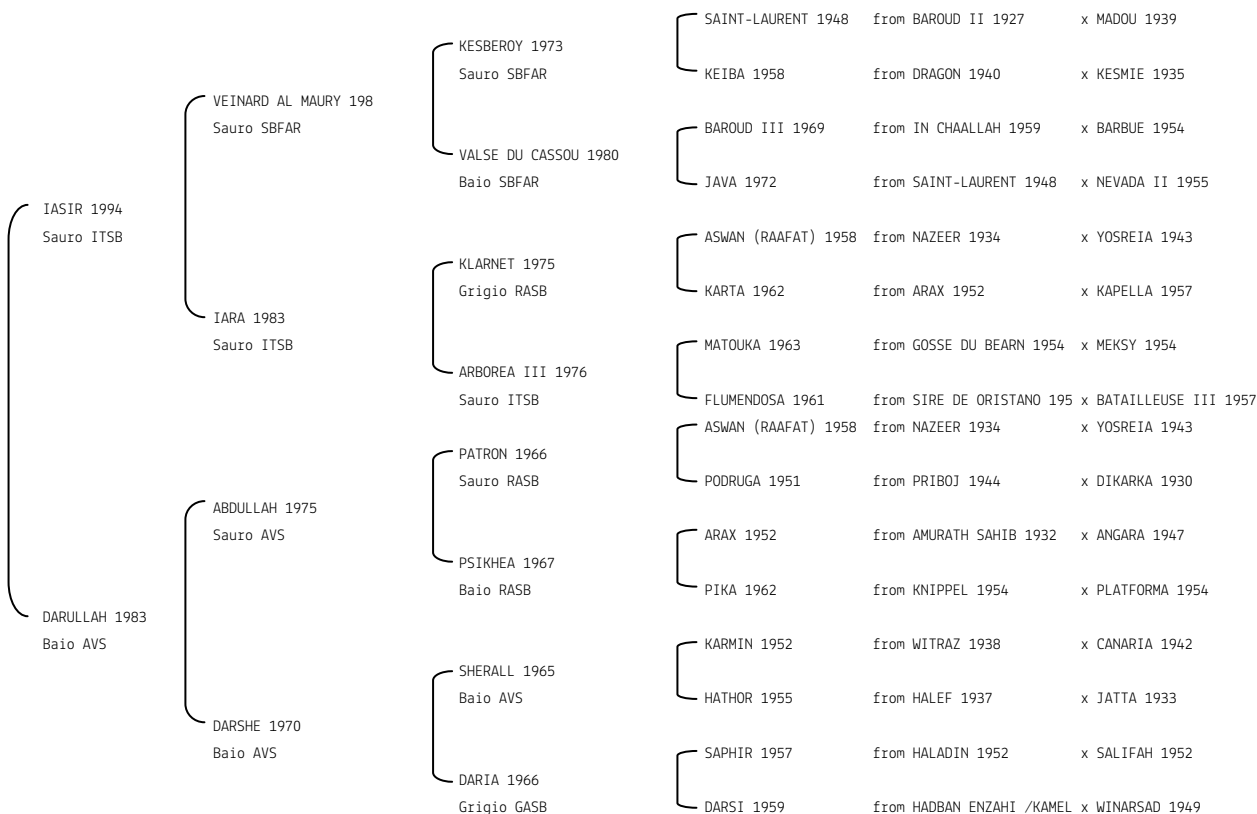 SAINT-LAURENT 1948 from BAROUD II 1927 x MADOU 1939
KESBEROY 1973
Sauro SBFAR
KEIBA 1958 from DRAGON 1940 x KESMIE 1935
VEINARD AL MAURY 198
Sauro SBFAR
BAROUD III 1969 from IN CHAALLAH 1959 x BARBUE 1954
VALSE DU CASSOU 1980
Baio SBFAR
JAVA 1972 from SAINT-LAURENT 1948 x NEVADA II 1955
IASIR 1994
Sauro ITSB
ASWAN (RAAFAT) 1958 from NAZEER 1934 x YOSREIA 1943
KLARNET 1975
Grigio RASB
KARTA 1962 from ARAX 1952 x KAPELLA 1957
IARA 1983
Sauro ITSB
MATOUKA 1963 from GOSSE DU BEARN 1954 x MEKSY 1954
ARBOREA III 1976
Sauro ITSB
FLUMENDOSA 1961 from SIRE DE ORISTANO 195 x BATAILLEUSE III 1957
ASWAN (RAAFAT) 1958 from NAZEER 1934 x YOSREIA 1943
PATRON 1966
Sauro RASB
PODRUGA 1951 from PRIBOJ 1944 x DIKARKA 1930
ABDULLAH 1975
Sauro AVS
ARAX 1952 from AMURATH SAHIB 1932 x ANGARA 1947
PSIKHEA 1967
Baio RASB
PIKA 1962 from KNIPPEL 1954 x PLATFORMA 1954
DARULLAH 1983
Baio AVS
KARMIN 1952 from WITRAZ 1938 x CANARIA 1942
SHERALL 1965
Baio AVS
HATHOR 1955 from HALEF 1937 x JATTA 1933
DARSHE 1970
Baio AVS
SAPHIR 1957 from HALADIN 1952 x SALIFAH 1952
DARIA 1966
Grigio GASB
DARSI 1959 from HADBAN ENZAHI /KAMEL x WINARSAD 1949